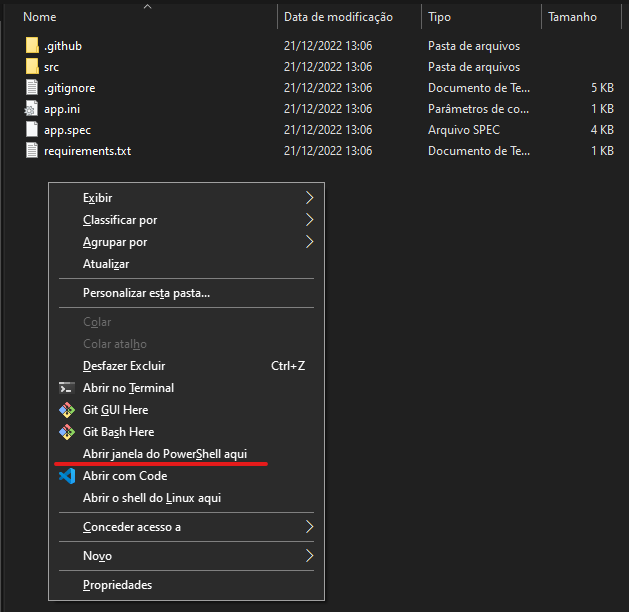 Nome Data de modificação Tipo Tamanho
.github 21/12/2022 13:06 Pasta de arquivos
src 21/12/2022 13:06 Pasta de arquivos
.gitignore 21/12/2022 13:06 Documento de Te... 5 KB
app.ini 21/12/2022 13:06 Parâmetros de co... 1 KB
app.spec 21/12/2022 13:06 Arquivo SPEC 4 KB
requirements.txt 21/12/2022 13:06 Documento de Te... 1 KB
Exibir
Classificar por
Agrupar por
Atualizar
Personalizar esta pasta...
Colar
Colar atalho
Desfazer Excluir Ctrl+Z
Abrir no Terminal
Git GUI Here
Git Bash Here
Abrir janela do PowerShell aqui
Abrir com Code
Abrir o shell do Linux aqui
Conceder acesso a
Novo
Propriedades